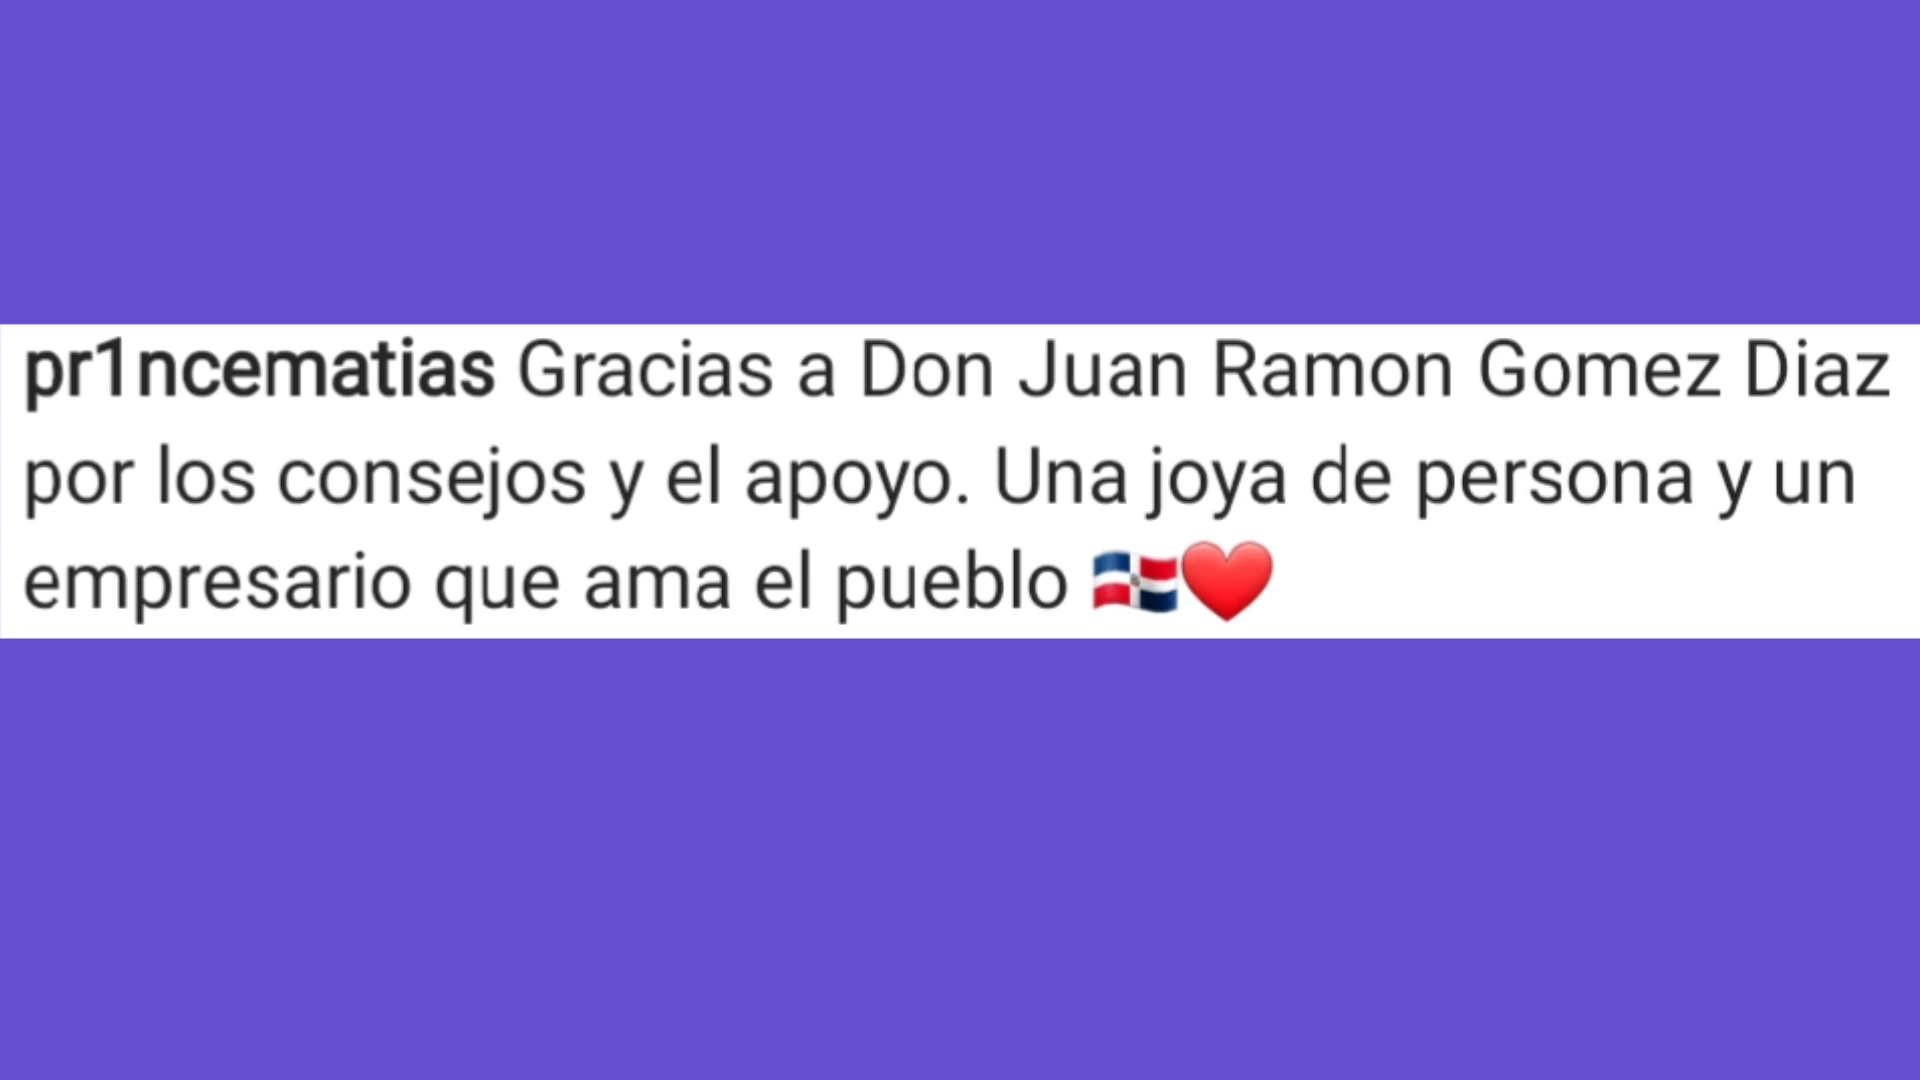 pr1ncematias Gracias a Don Juan Ramon Gomez Diaz
por los consejos y el apoyo. Una joya de persona y un
empresario que ama el pueblo 🇩🇴❤️